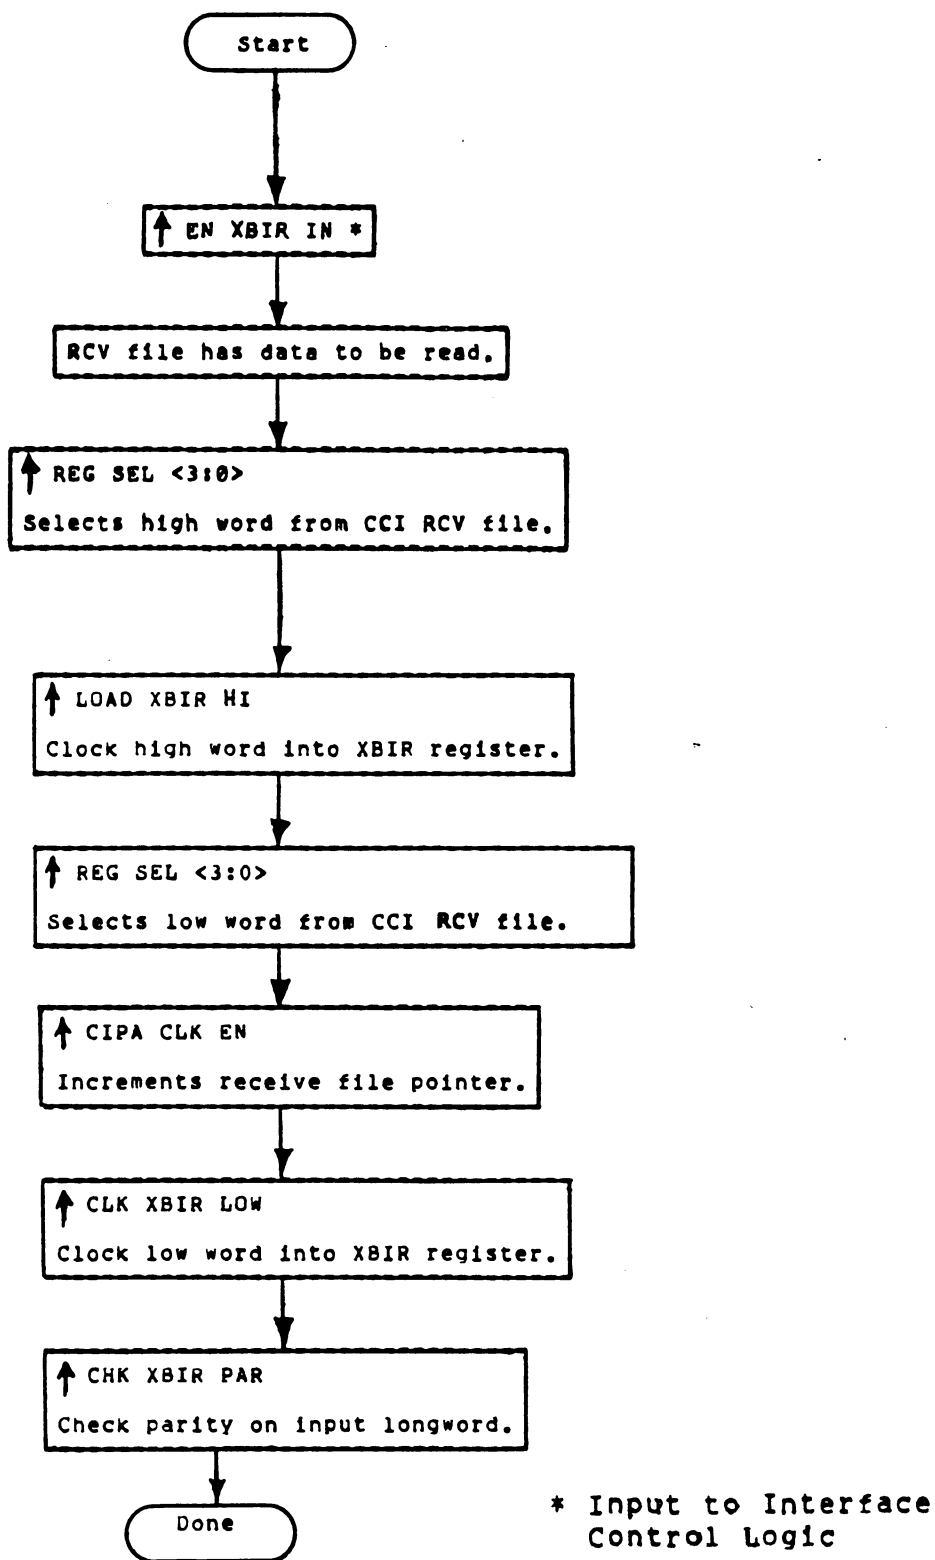 Start
↑ EN XBIR IN *
RCV file has data to be read.
↑ REG SEL <3:0>
Selects high word from CCI RCV file.
↑ LOAD XBIR HI
Clock high word into XBIR register.
↑ REG SEL <3:0>
Selects low word from CCI RCV file.
↑ CIPA CLK EN
Increments receive file pointer.
↑ CLK XBIR LOW
Clock low word into XBIR register.
↑ CHK XBIR PAR
Check parity on input longword.
Done
* Input to Interface
Control Logic